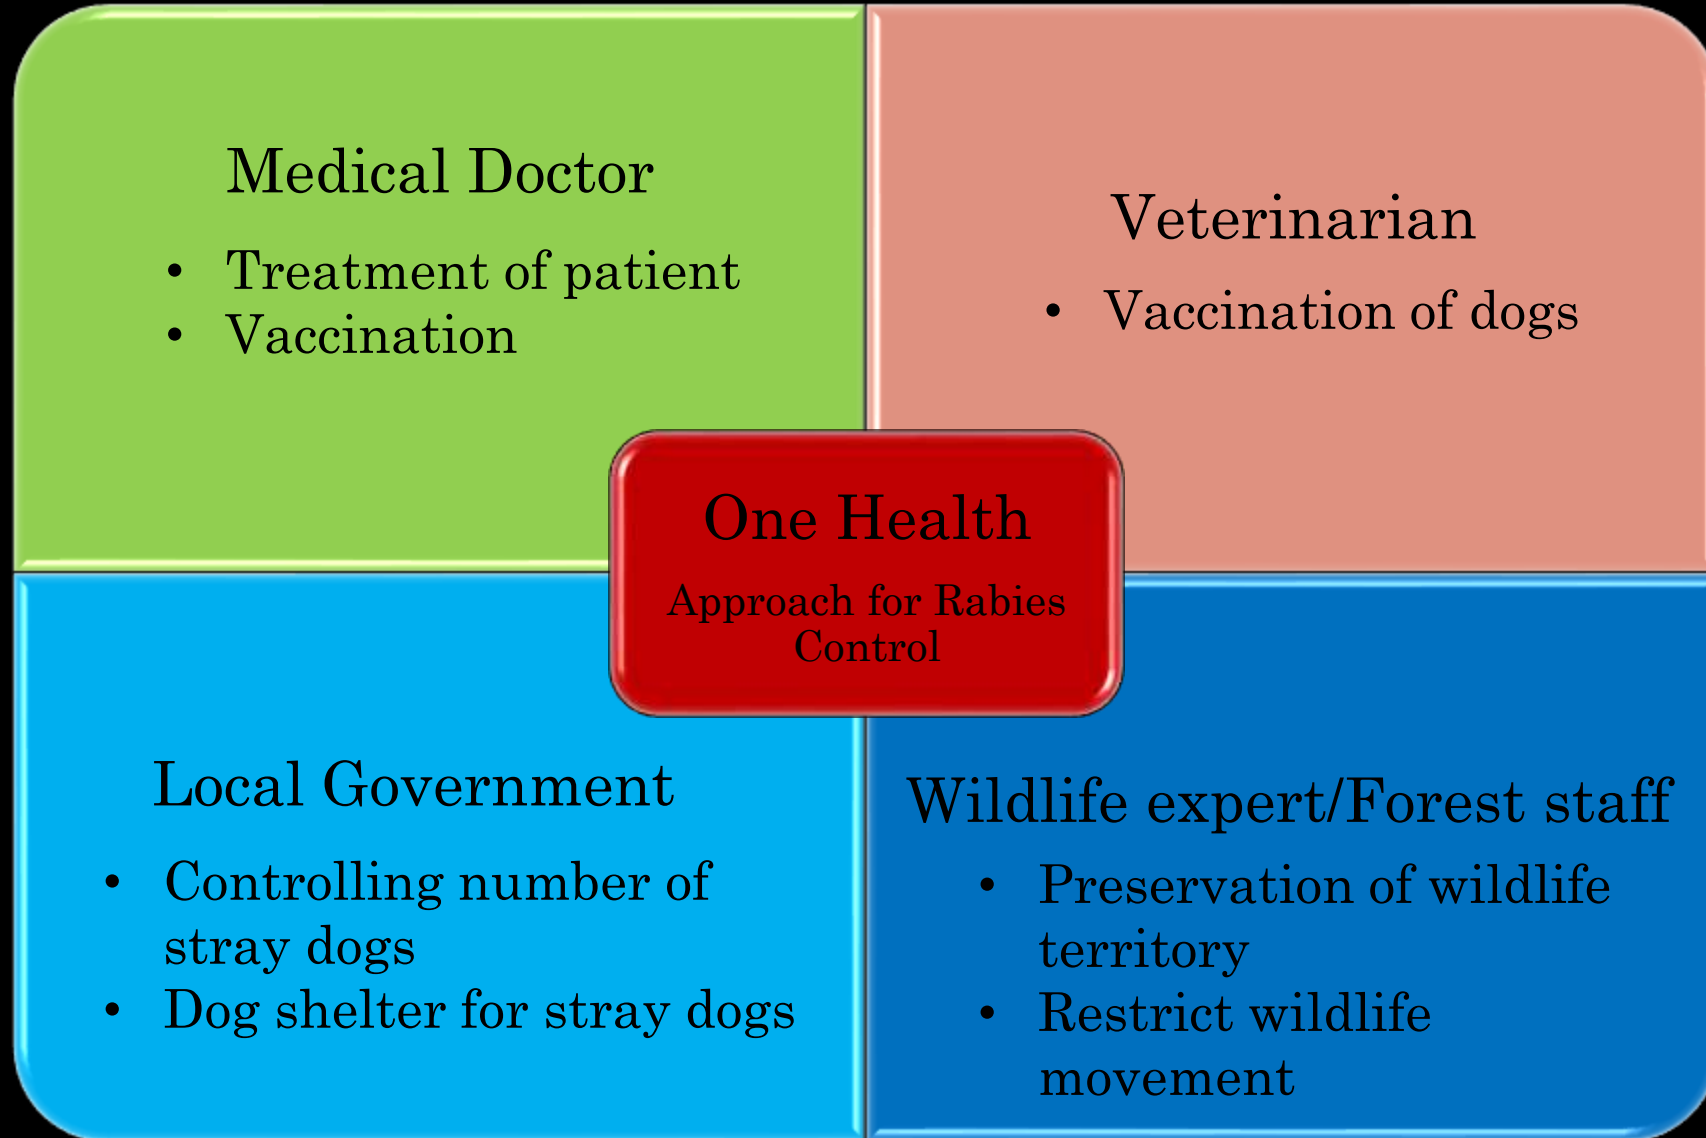 Medical Doctor
• Treatment of patient
• Vaccination
Veterinarian
• Vaccination of dogs
One Health
Approach for Rabies
Control
Local Government
• Controlling number of
stray dogs
• Dog shelter for stray dogs
Wildlife expert/Forest staff
• Preservation of wildlife
territory
• Restrict wildlife
movement